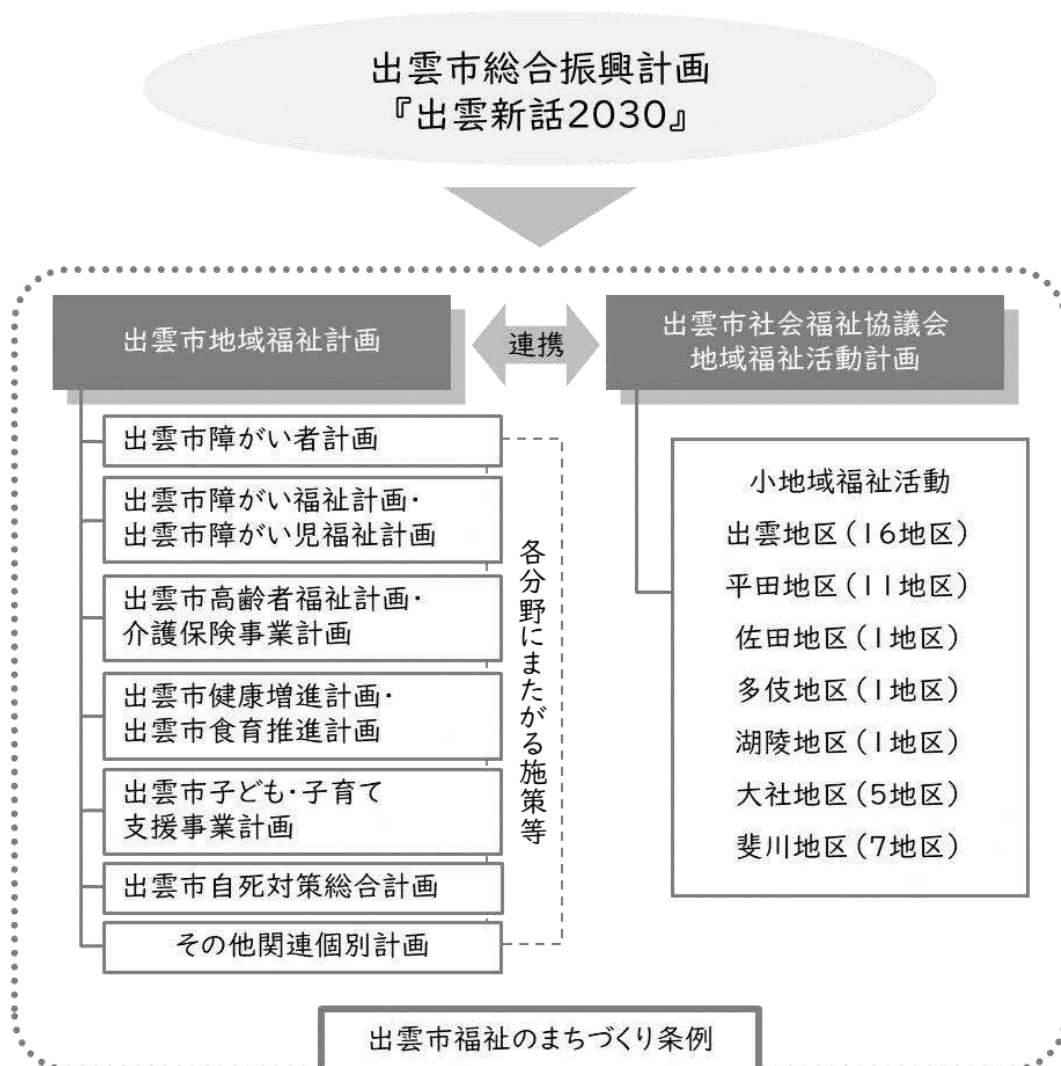 出雲市総合振興計画
『出雲新話2030』
出雲市地域福祉計画
連携
出雲市社会福祉協議会
地域福祉活動計画
出雲市障がい者計画
出雲市障がい福祉計画・
出雲市障がい児福祉計画
出雲市高齢者福祉計画・
介護保険事業計画
出雲市健康増進計画・
出雲市食育推進計画
出雲市子ども・子育て
支援事業計画
出雲市自死対策総合計画
その他関連個別計画
各分野にまたがる施策等
小地域福祉活動
出雲地区(16地区)
平田地区(11地区)
佐田地区(1地区)
多伎地区(1地区)
湖陵地区(1地区)
大社地区(5地区)
斐川地区(7地区)
出雲市福祉のまちづくり条例